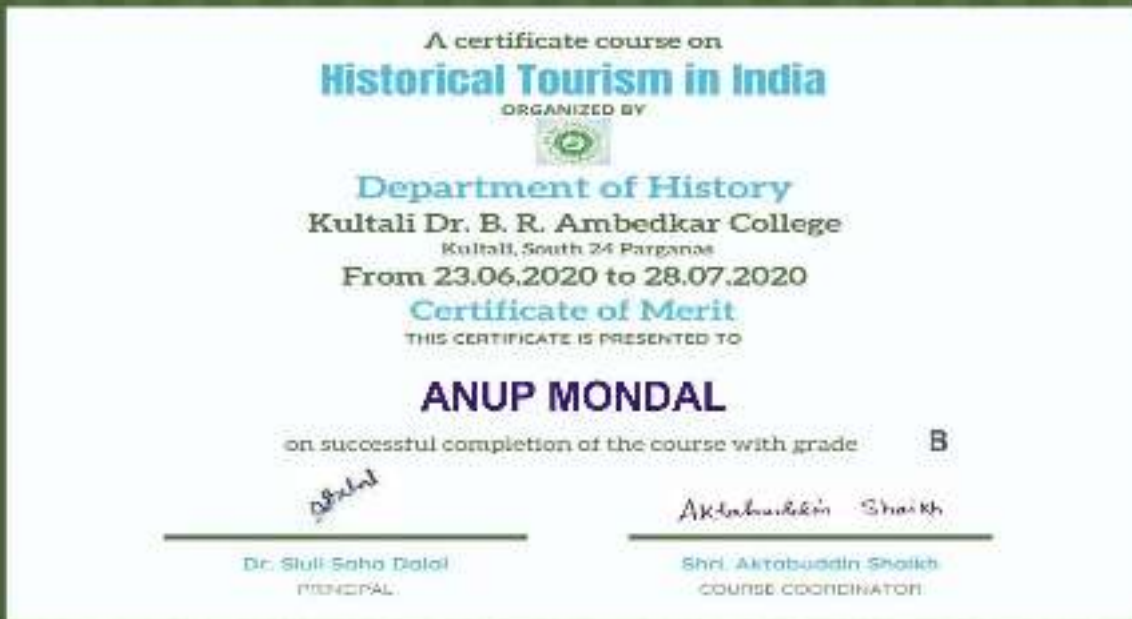 A certificate course on
Historical Tourism in India
ORGANIZED BY
Department of History
Kultali Dr. B. R. Ambedkar College
Kultali, South 24 Parganas
From 23.06.2020 to 28.07.2020
Certificate of Merit
THIS CERTIFICATE IS PRESENTED TO
ANUP MONDAL
on successful completion of the course with grade B
Aktabuddin Shaikh
Dr. Siuli Saha Dalal Shri. Aktabuddin Shaikh
PRINCIPAL COURSE COORDINATOR